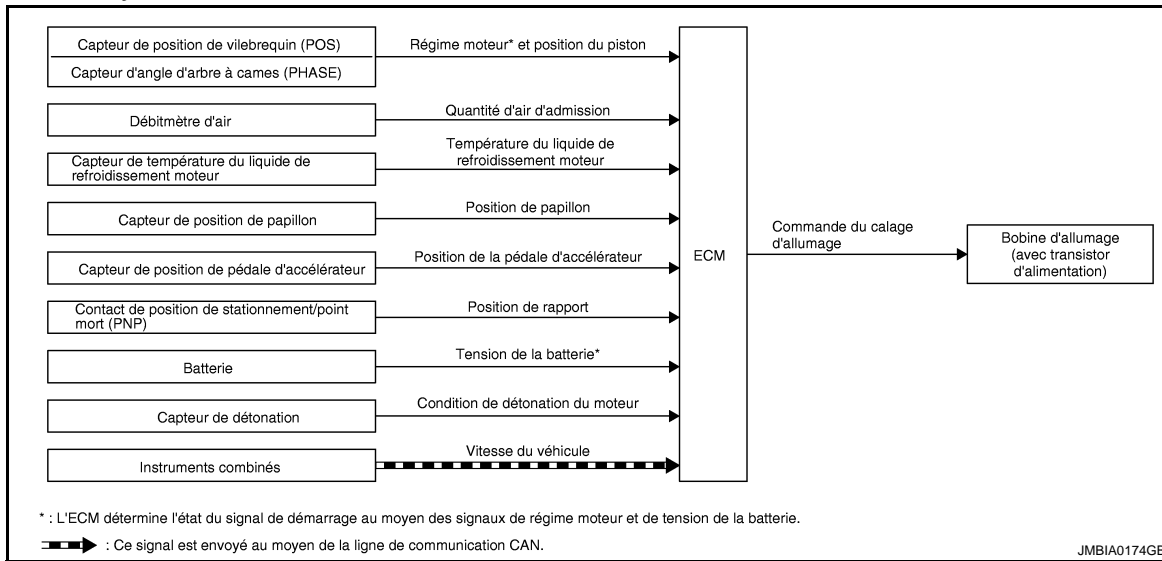 Capteur de position de vilebrequin (POS)
Régime moteur* et position du piston
Capteur d'angle d'arbre à cames (PHASE)
Débitmètre d'air
Quantité d'air d'admission
Capteur de température du liquide de
refroidissement moteur
Température du liquide de
refroidissement moteur
Capteur de position de papillon
Position de papillon
Capteur de position de pédale d'accélérateur
Position de la pédale d'accélérateur
Contact de position de stationnement/point
mort (PNP)
Position de rapport
Batterie
Tension de la batterie*
Capteur de détonation
Condition de détonation du moteur
Instruments combinés
Vitesse du véhicule
ECM
Commande du calage
d'allumage
Bobine d'allumage
(avec transistor
d'alimentation)
* : L'ECM détermine l'état du signal de démarrage au moyen des signaux de régime moteur et de tension de la batterie.
: Ce signal est envoyé au moyen de la ligne de communication CAN.